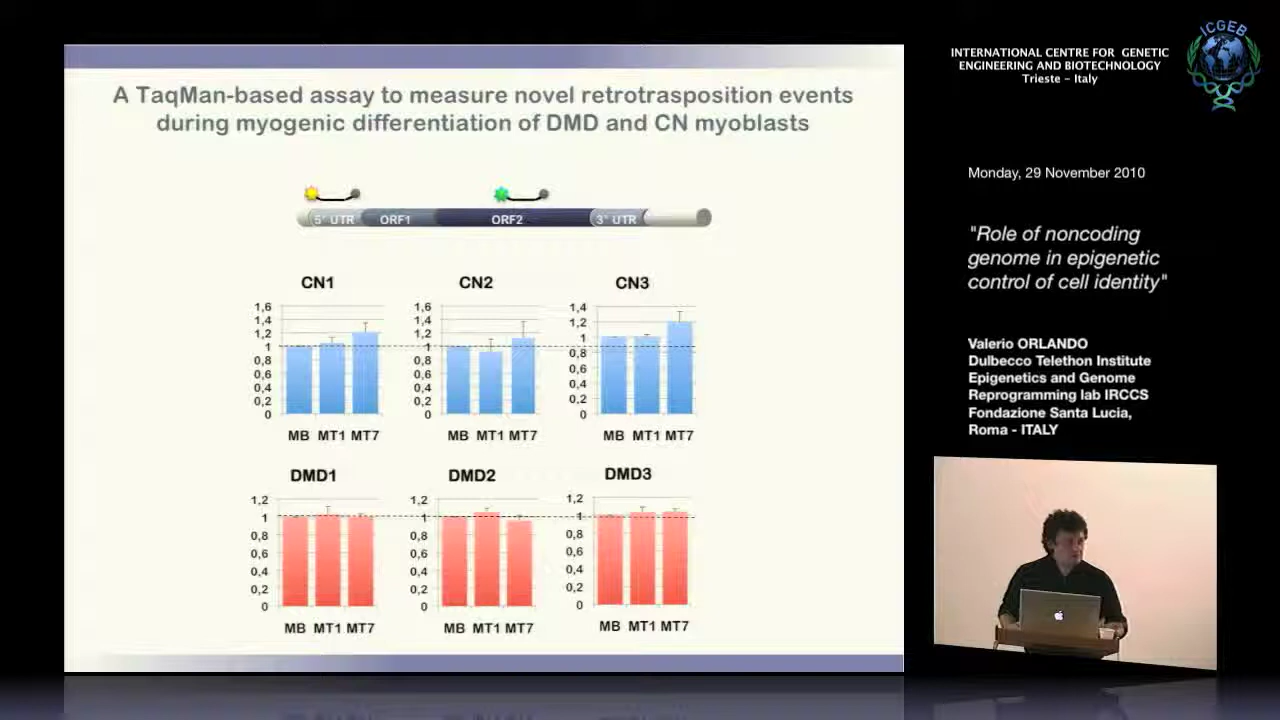 A TaqMan-based assay to measure novel retrotrasposition events
during myogenic differentiation of DMD and CN myoblasts
5' UTR ORF1 ORF2 3' UTR
CN1 CN2 CN3
1,6
1,4
1,2
1
0,8
0,6
0,4
0,2
0
MB MT1 MT7
1,6
1,4
1,2
1
0,8
0,6
0,4
0,2
0
MB MT1 MT7
1,4
1,2
1
0,8
0,6
0,4
0,2
0
MB MT1 MT7
DMD1 DMD2 DMD3
1,2
1
0,8
0,6
0,4
0,2
0
MB MT1 MT7
1,2
1
0,8
0,6
0,4
0,2
0
MB MT1 MT7
1,2
1
0,8
0,6
0,4
0,2
0
MB MT1 MT7
ICGEB
INTERNATIONAL CENTRE FOR GENETIC
ENGINEERING AND BIOTECHNOLOGY
Trieste - Italy
Monday, 29 November 2010
"Role of noncoding
genome in epigenetic
control of cell identity"
Valerio ORLANDO
Dulbecco Telethon Institute
Epigenetics and Genome
Reprogramming lab IRCCS
Fondazione Santa Lucia,
Roma - ITALY